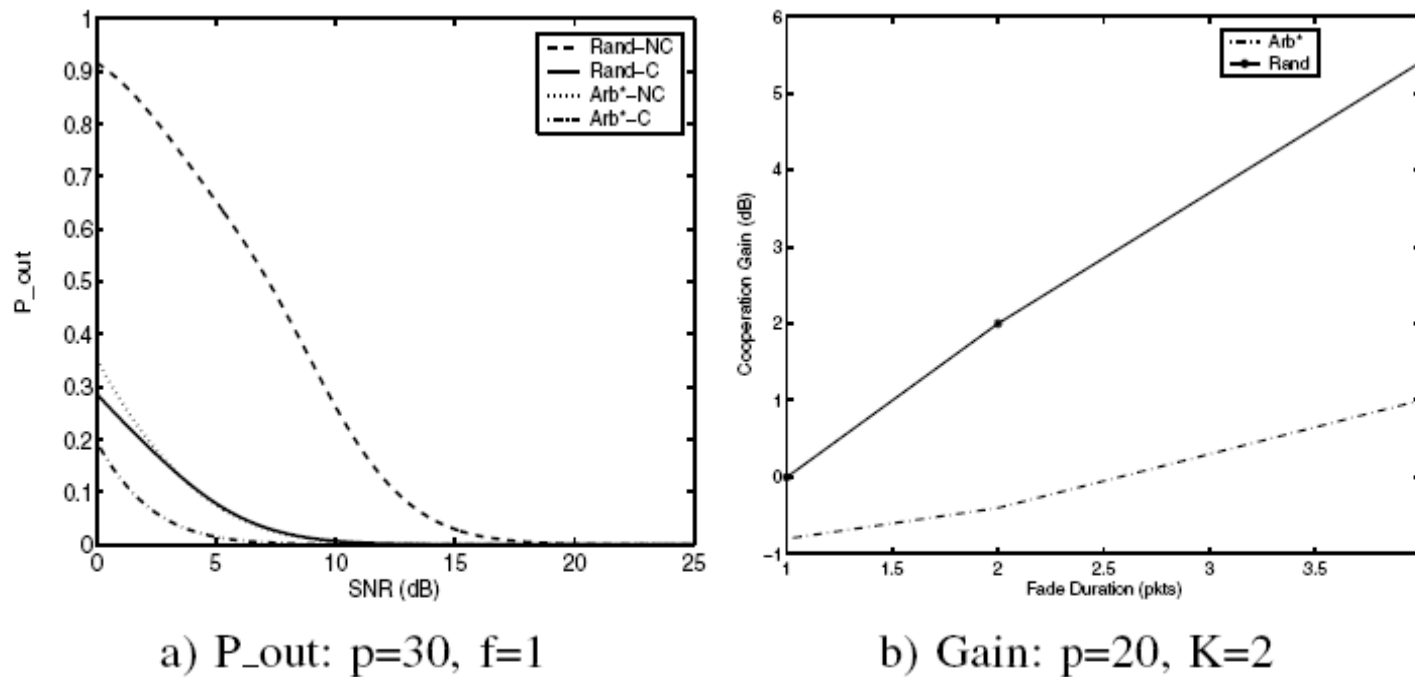 1
0.9
0.8
0.7
0.6
0.5
0.4
0.3
0.2
0.1
0
P_out
0
5
10
15
20
25
SNR (dB)
Rand-NC
Rand-C
Arb*-NC
Arb*-C
a) P_out: p=30, f=1
6
5
4
3
2
1
0
-1
Cooperation Gain (dB)
1
1.5
2
2.5
3
3.5
Fade Duration (pkts)
Arb*
Rand
b) Gain: p=20, K=2